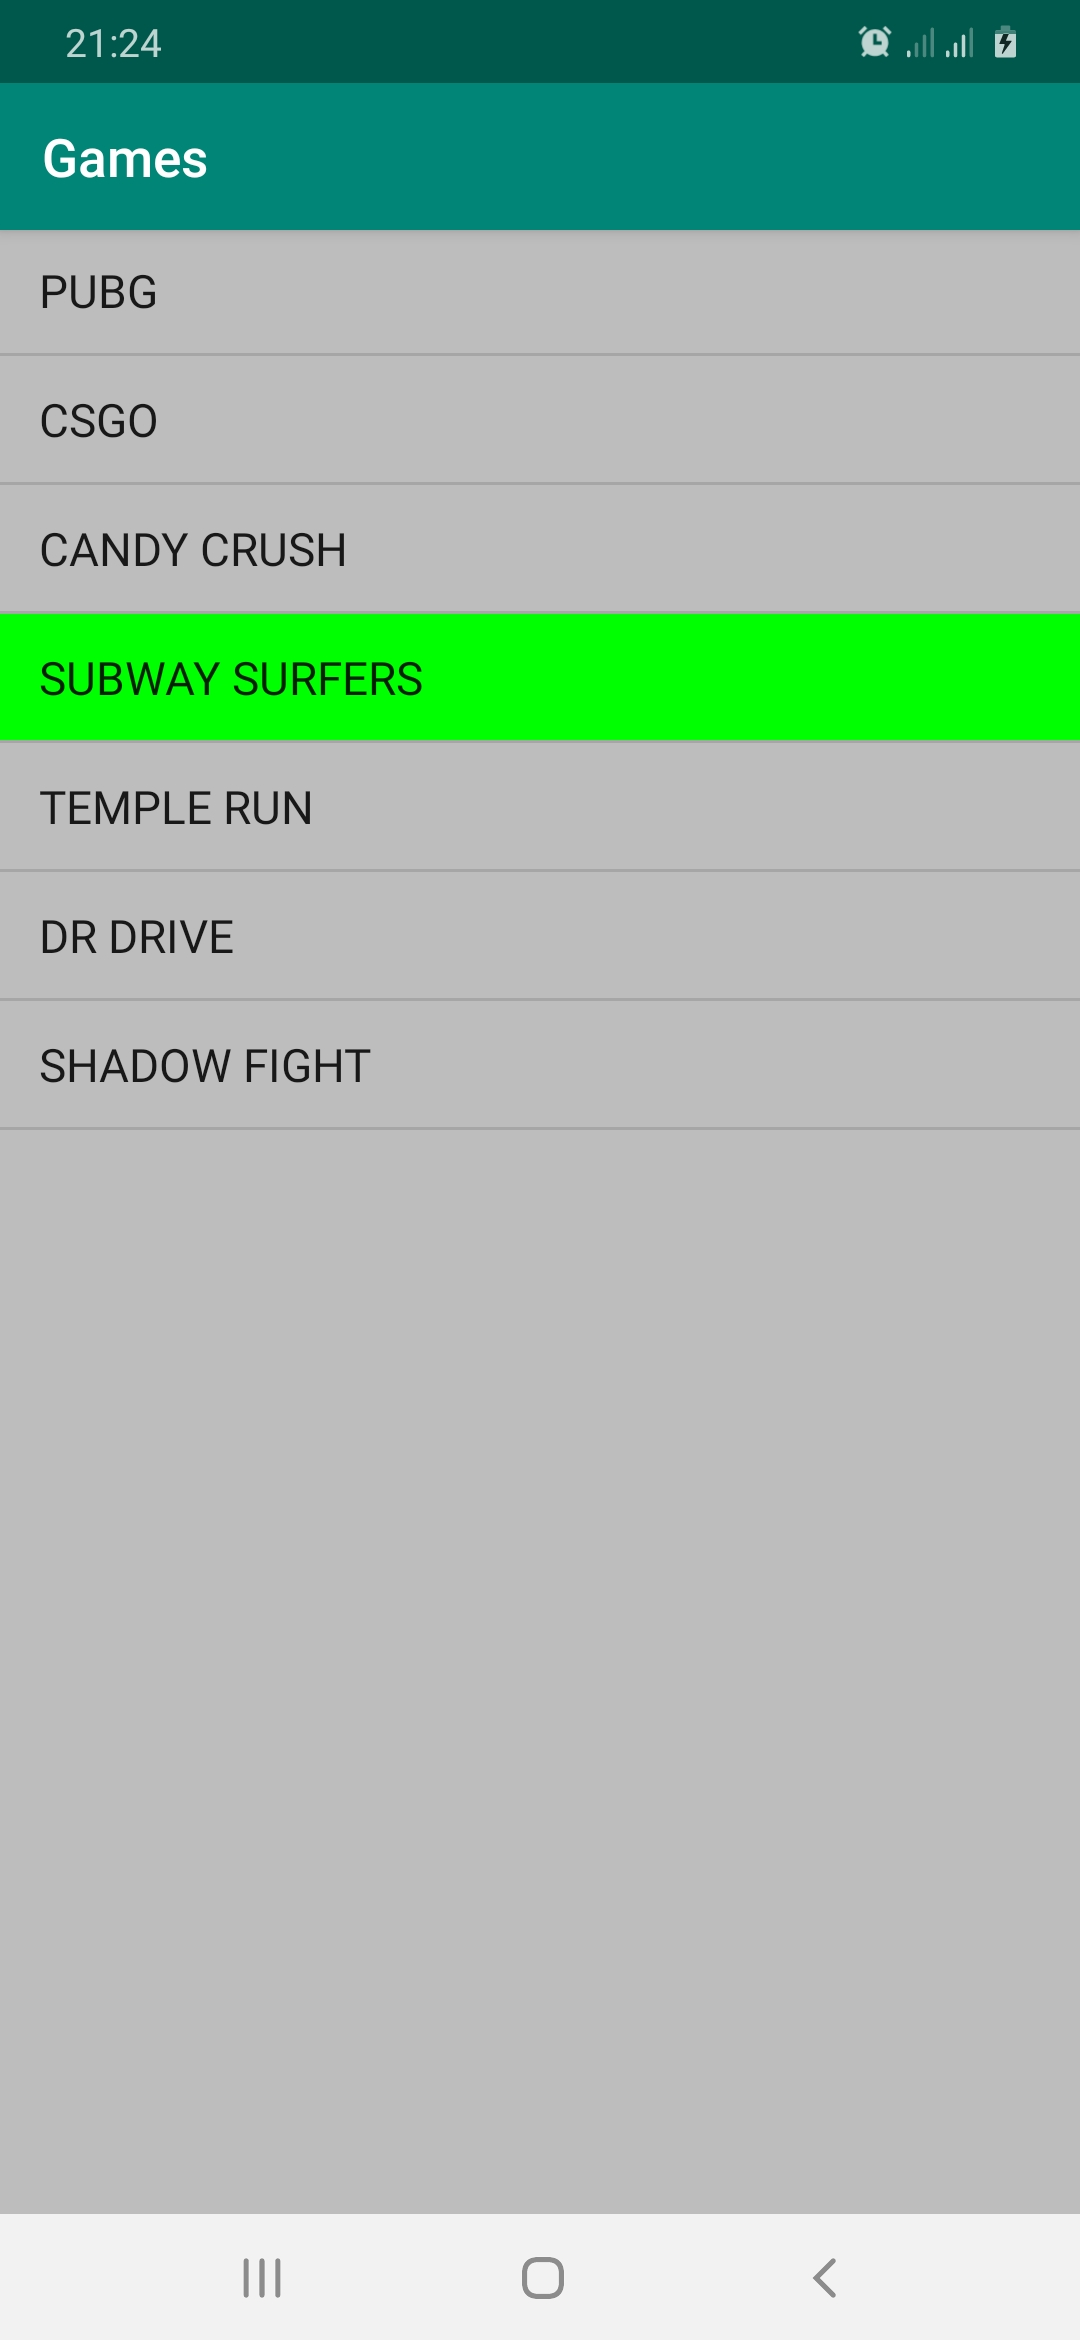 21:24
Games
PUBG
CSGO
CANDY CRUSH
SUBWAY SURFERS
TEMPLE RUN
DR DRIVE
SHADOW FIGHT